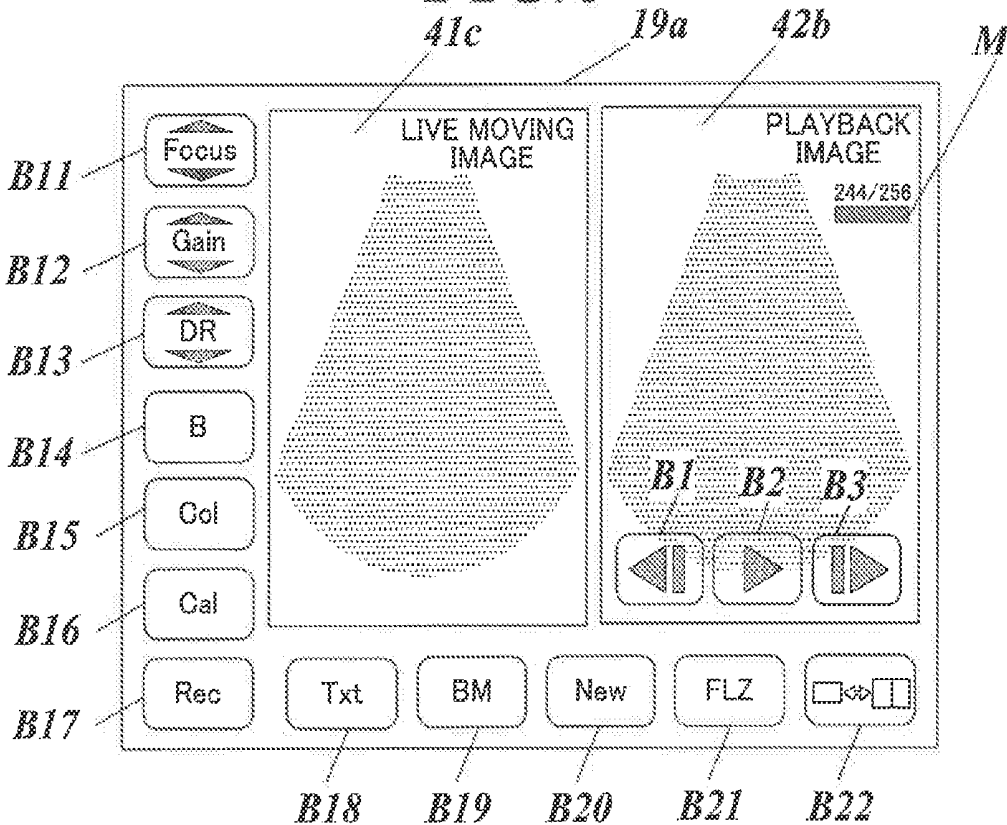 41c
19a
42b
M
LIVE MOVING
IMAGE
PLAYBACK
IMAGE
244/256
B11
Focus
B12
Gain
B13
DR
B14
B
B15
Col
B16
Cal
B17
Rec
B1
B2
B3
Txt
BM
New
FLZ
B18
B19
B20
B21
B22